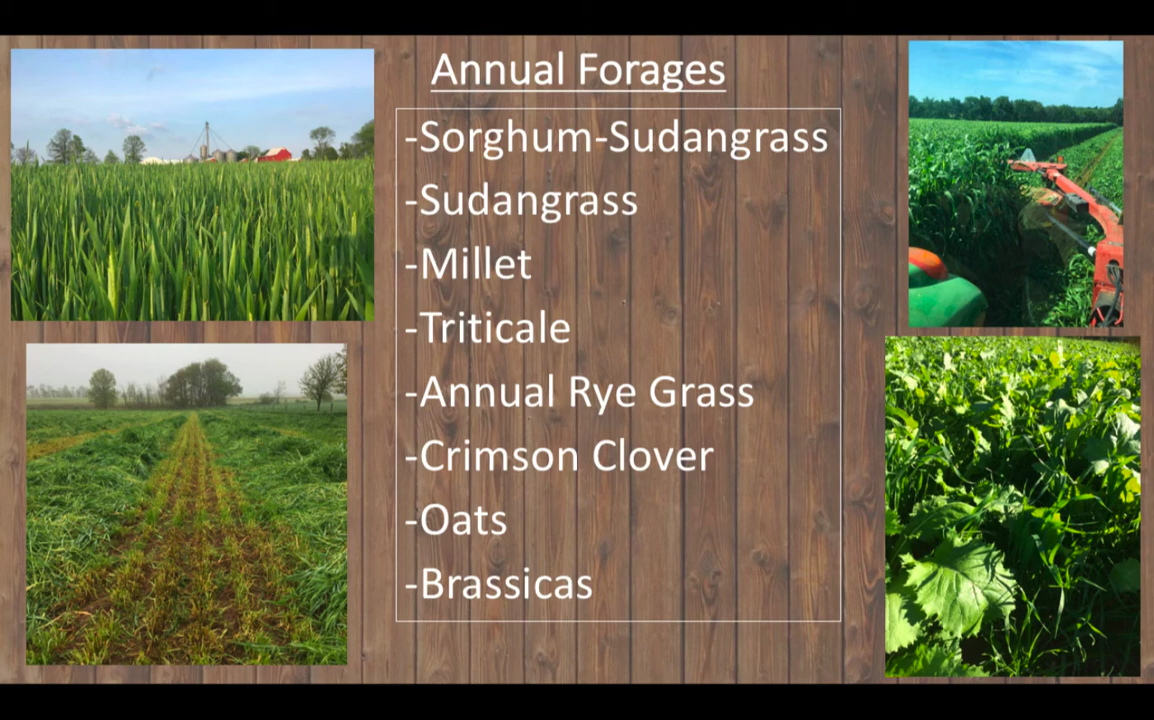 Annual Forages
-Sorghum-Sudangrass
-Sudangrass
-Millet
-Triticale
-Annual Rye Grass
-Crimson Clover
-Oats
-Brassicas